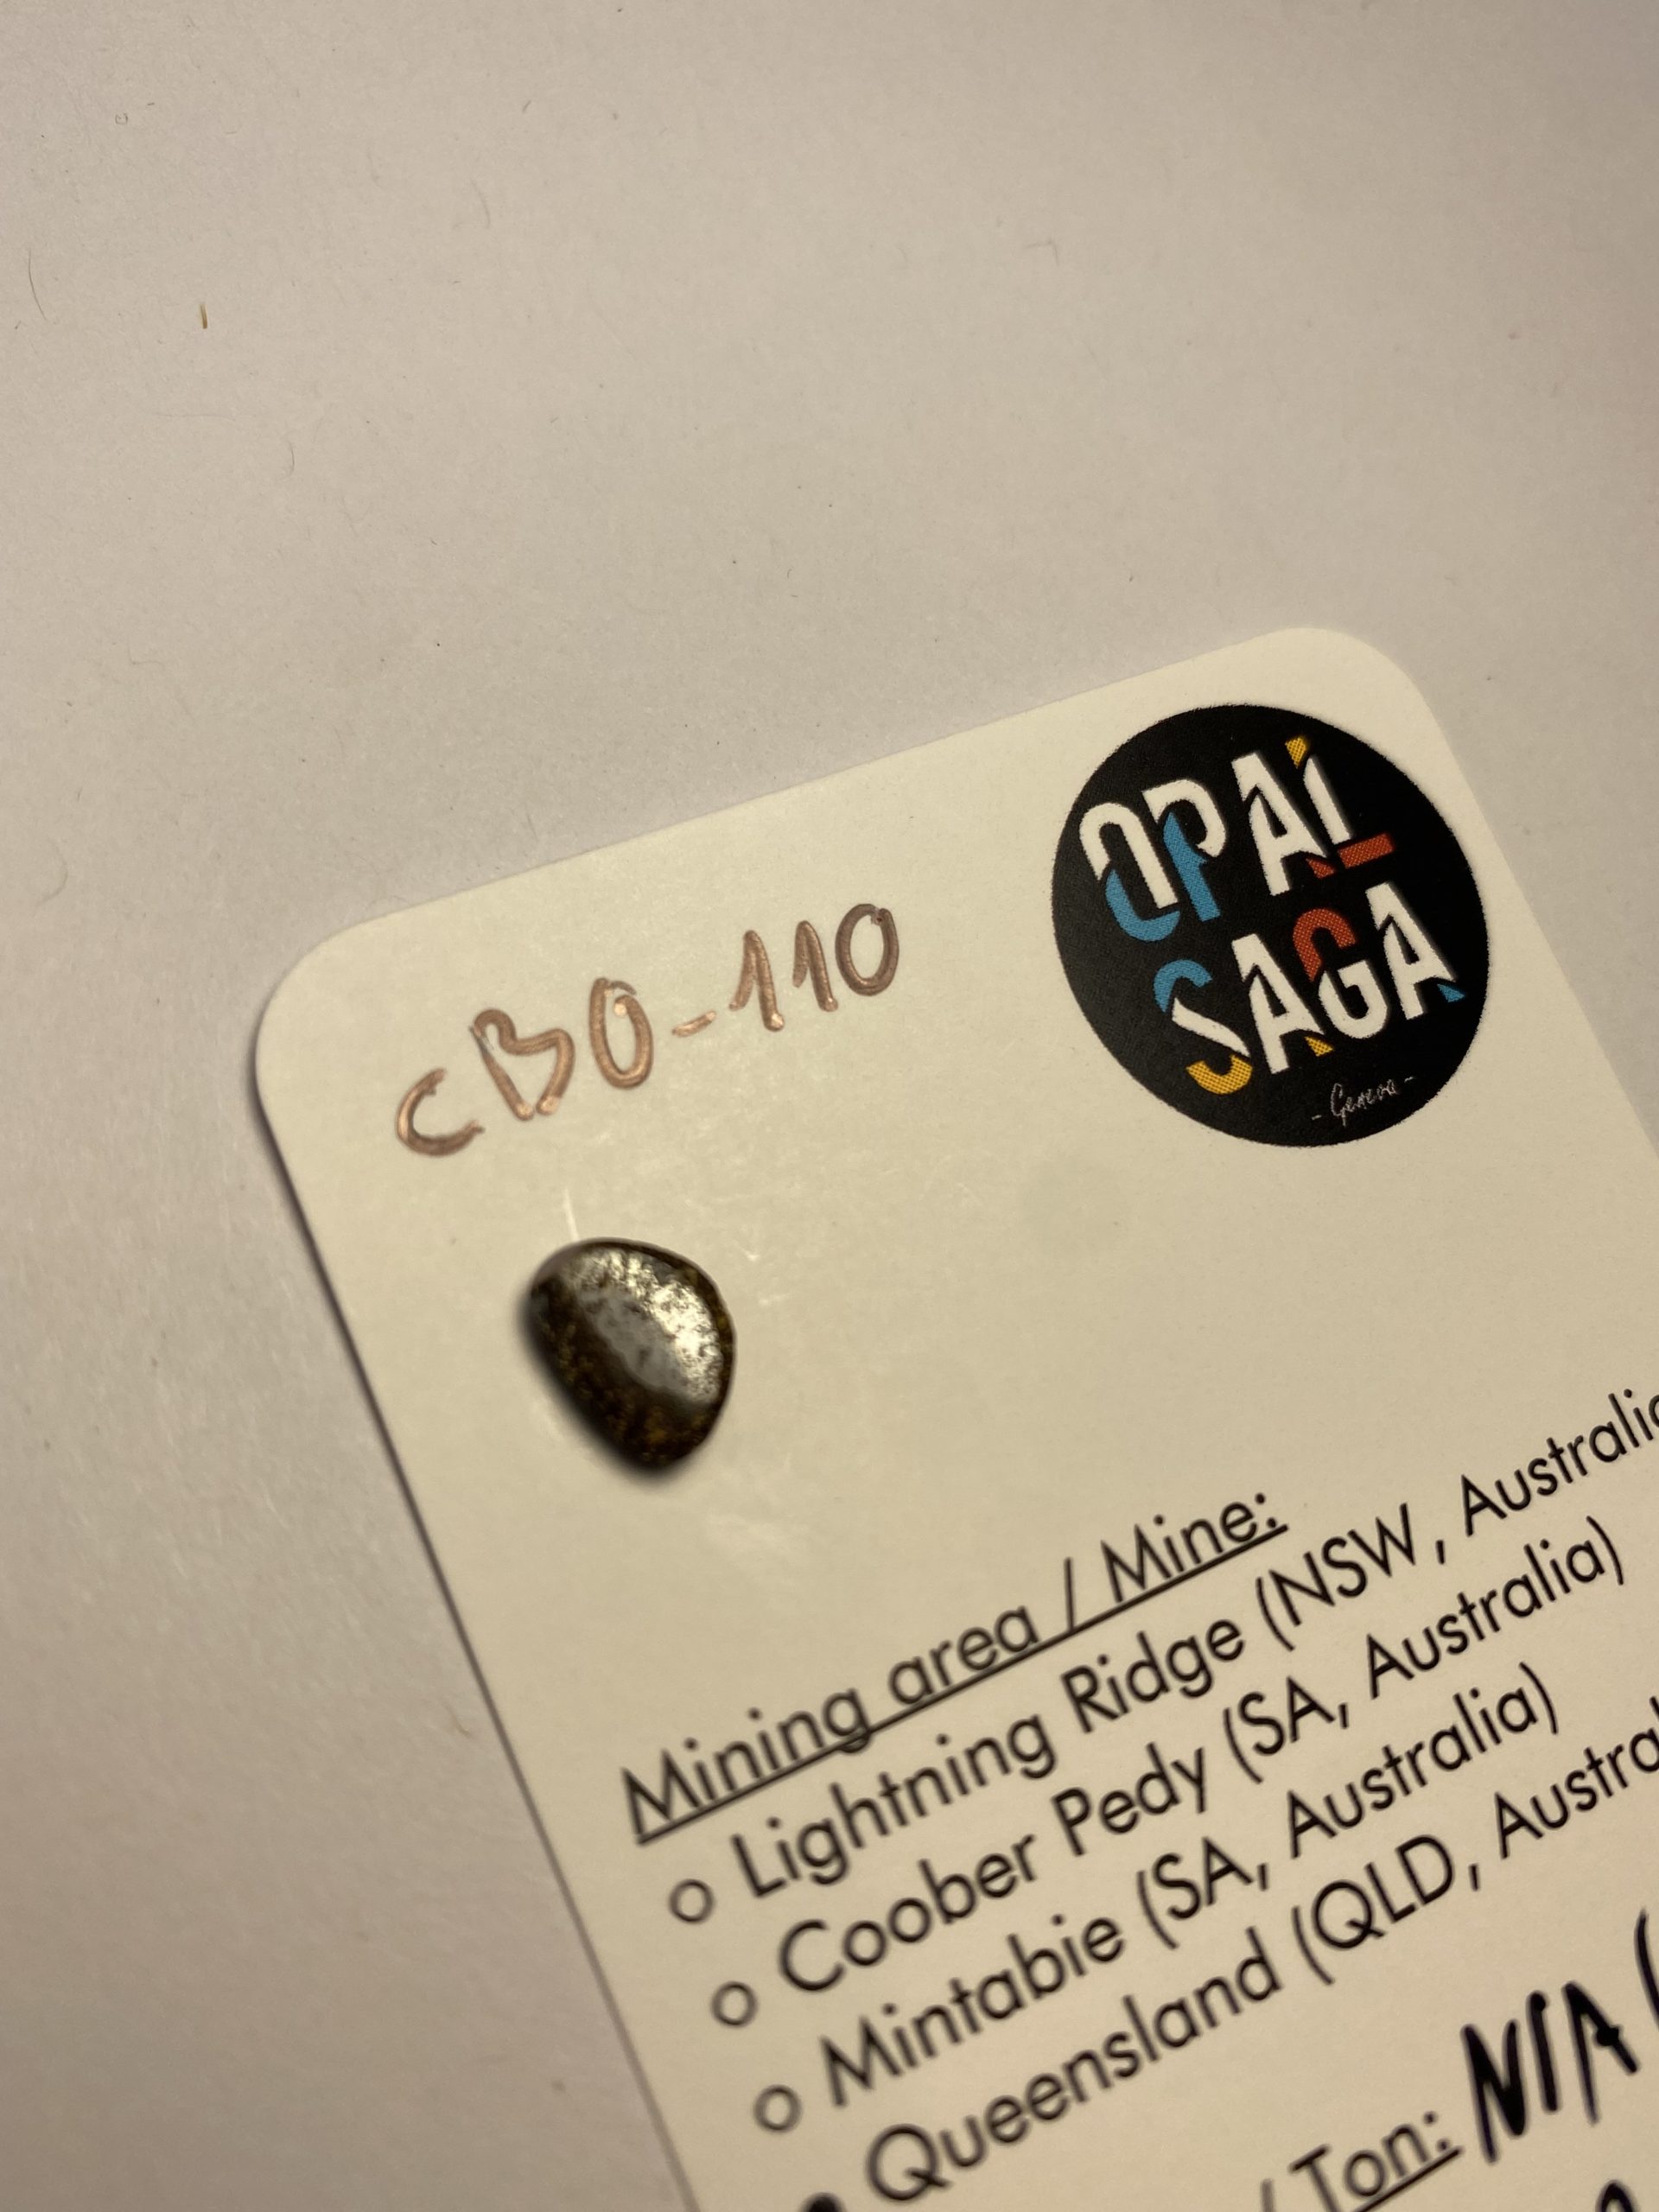 CBO-110
OPAL
SAGA
- Geneva -
Mining area / Mine:
Lightning Ridge (NSW, Australia
Coober Pedy (SA, Australia)
Mintabie (SA, Australia)
Queensland (QLD, Austral
/ Ton: N/A (